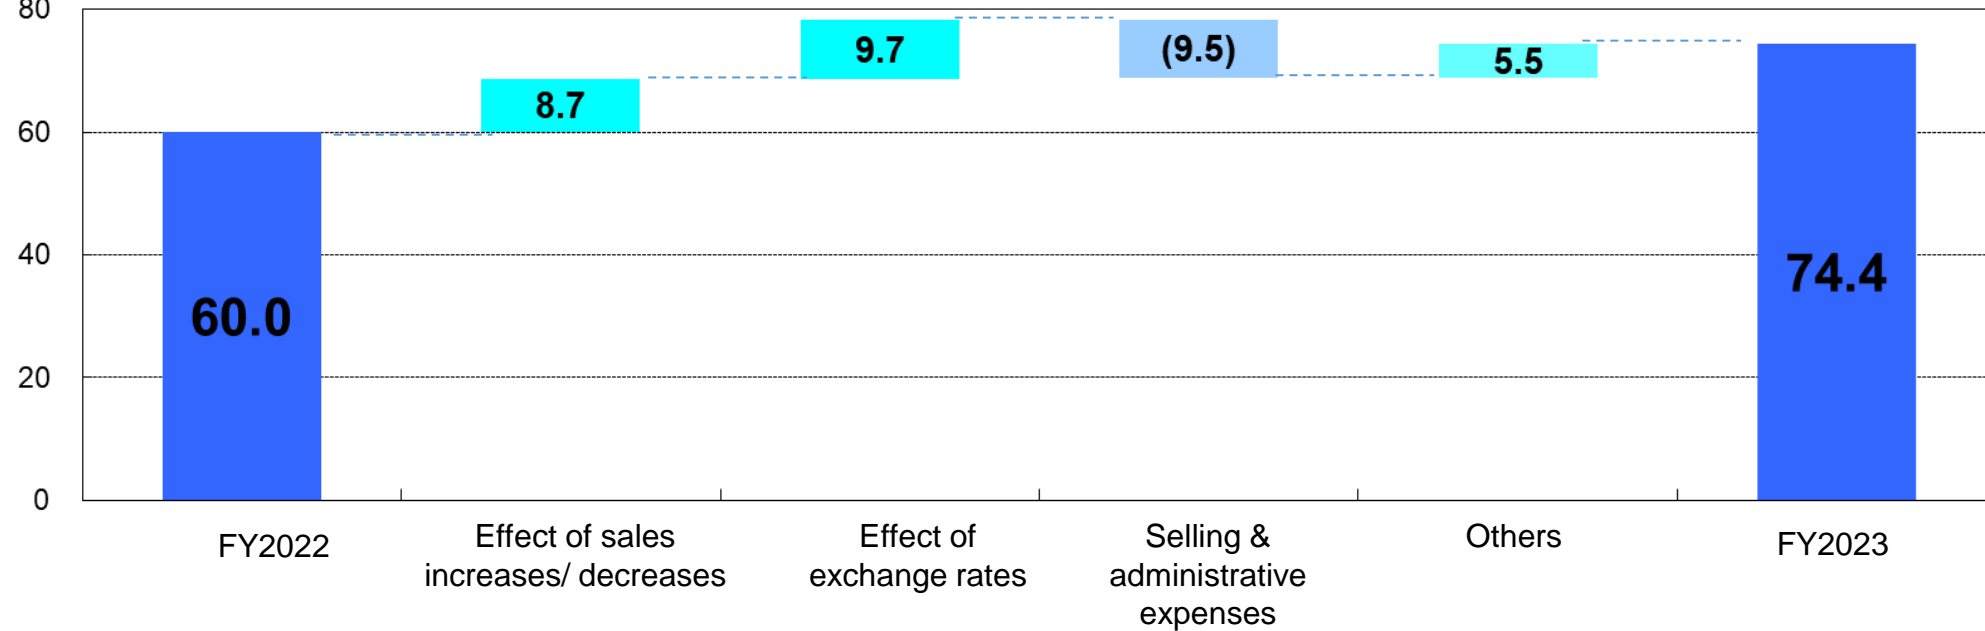 80
60
40
20
0
60.0
8.7
9.7
(9.5)
5.5
74.4
FY2022
Effect of sales
increases/ decreases
Effect of
exchange rates
Selling &
administrative
expenses
Others
FY2023